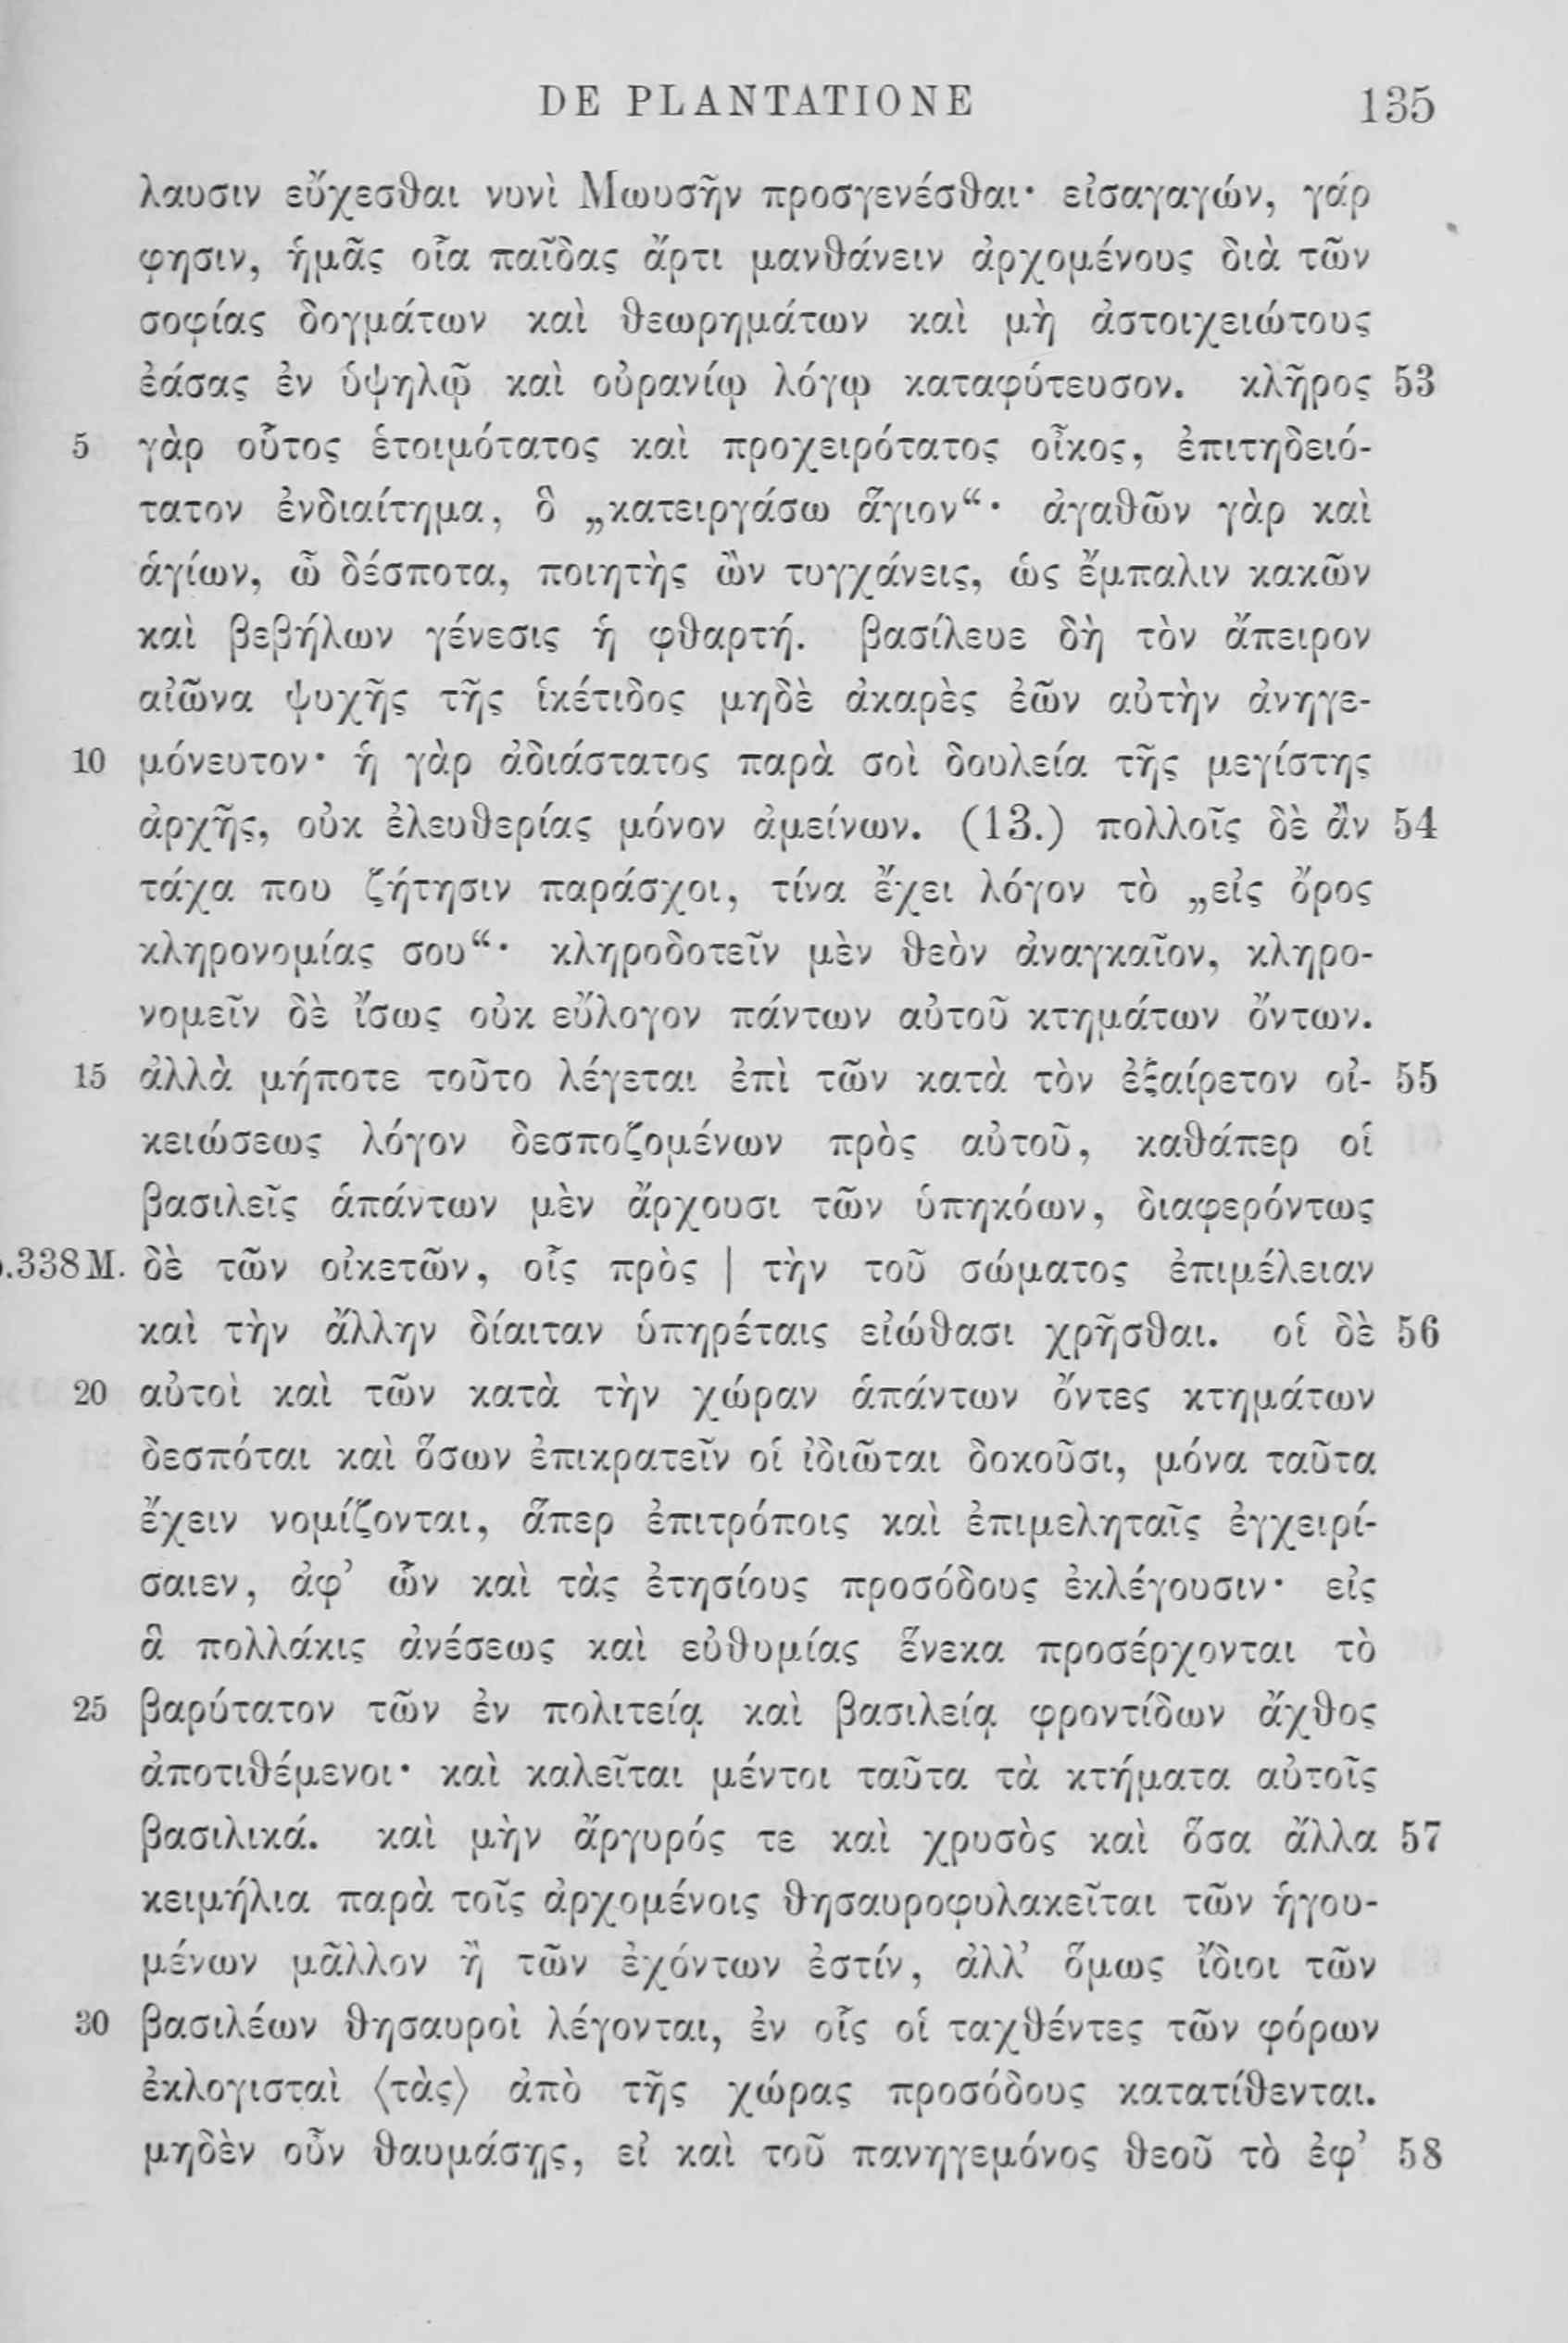 DE PLANTATIONE 135
λαυσιν εὔχεσθαι νυνὶ Μωυσῆν προσγενέσθαι· εἰσαγαγών, γάρ
φησιν, ἡμᾶς οἷα παῖδας ἄρτι μανθάνειν ἀρχομένους διὰ τῶν
σοφίας δογμάτων καὶ θεωρημάτων καὶ μὴ ἀστοιχειώτους
ἐάσας ἐν ὑψηλῷ καὶ οὐρανίῳ λόγῳ καταφύτευσον. κλῆρος 53
5 γὰρ οὗτος ἑτοιμότατος καὶ προχειρότατος οἶκος, ἐπιτηδειό-
τατον ἐνδιαίτημα, ὃ „κατειργάσω ἅγιον“· ἀγαθῶν γὰρ καὶ
ἁγίων, ὦ δέσποτα, ποιητὴς ὢν τυγχάνεις, ὡς ἔμπαλιν κακῶν
καὶ βεβήλων γένεσις ἡ φθαρτή. βασίλευε δὴ τὸν ἄπειρον
αἰῶνα ψυχῆς τῆς ἱκέτιδος μηδὲ ἀκαρὲς ἐῶν αὐτὴν ἀνηγε-
10 μόνευτον· ἡ γὰρ ἀδιάστατος παρὰ σοὶ δουλεία τῆς μεγίστης
ἀρχῆς, οὐκ ἐλευθερίας μόνον ἀμείνων. (13.) πολλοῖς δὲ ἂν 54
τάχα που ζήτησιν παράσχοι, τίνα ἔχει λόγον τὸ „εἰς ὄρος
κληρονομίας σου“· κληροδοτεῖν μὲν θεὸν ἀναγκαῖον, κληρο-
νομεῖν δὲ ἴσως οὐκ εὔλογον πάντων αὐτοῦ κτημάτων ὄντων.
15 ἀλλὰ μήποτε τοῦτο λέγεται ἐπὶ τῶν κατὰ τὸν ἐξαίρετον οἰ- 55
κειώσεως λόγον δεσποζομένων πρὸς αὐτοῦ, καθάπερ οἱ
βασιλεῖς ἁπάντων μὲν ἄρχουσι τῶν ὑπηκόων, διαφερόντως
p.338 M. δὲ τῶν οἰκετῶν, οἷς πρὸς | τὴν τοῦ σώματος ἐπιμέλειαν
καὶ τὴν ἄλλην δίαιταν ὑπηρέταις εἰώθασι χρῆσθαι. οἱ δὲ 56
20 αὐτοὶ καὶ τῶν κατὰ τὴν χώραν ἁπάντων ὄντες κτημάτων
δεσπόται καὶ ὅσων ἐπικρατεῖν οἱ ἰδιῶται δοκοῦσι, μόνα ταῦτα
ἔχειν νομίζονται, ἅπερ ἐπιτρόποις καὶ ἐπιμεληταῖς ἐγχειρί-
σαιεν, ἀφ’ ὧν καὶ τὰς ἐτησίους προσόδους ἐκλέγουσιν· εἰς
ἃ πολλάκις ἀνέσεως καὶ εὐθυμίας ἕνεκα προσέρχονται τὸ
25 βαρύτατον τῶν ἐν πολιτείᾳ καὶ βασιλείᾳ φροντίδων ἄχθος
ἀποτιθέμενοι· καὶ καλεῖται μέντοι ταῦτα τὰ κτήματα αὐτοῖς
βασιλικά. καὶ μὴν ἄργυρός τε καὶ χρυσὸς καὶ ὅσα ἄλλα 57
κειμήλια παρὰ τοῖς ἀρχομένοις θησαυροφυλακεῖται τῶν ἡγου-
μένων μᾶλλον ἢ τῶν ἐχόντων ἐστίν, ἀλλ’ ὅμως ἴδιοι τῶν
30 βασιλέων θησαυροὶ λέγονται, ἐν οἷς οἱ ταχθέντες τῶν φόρων
ἐκλογισταὶ ⟨τὰς⟩ ἀπὸ τῆς χώρας προσόδους κατατίθενται.
μηδὲν οὖν θαυμάσῃς, εἰ καὶ τοῦ πανηγεμόνος θεοῦ τὸ ἐφ’ 58